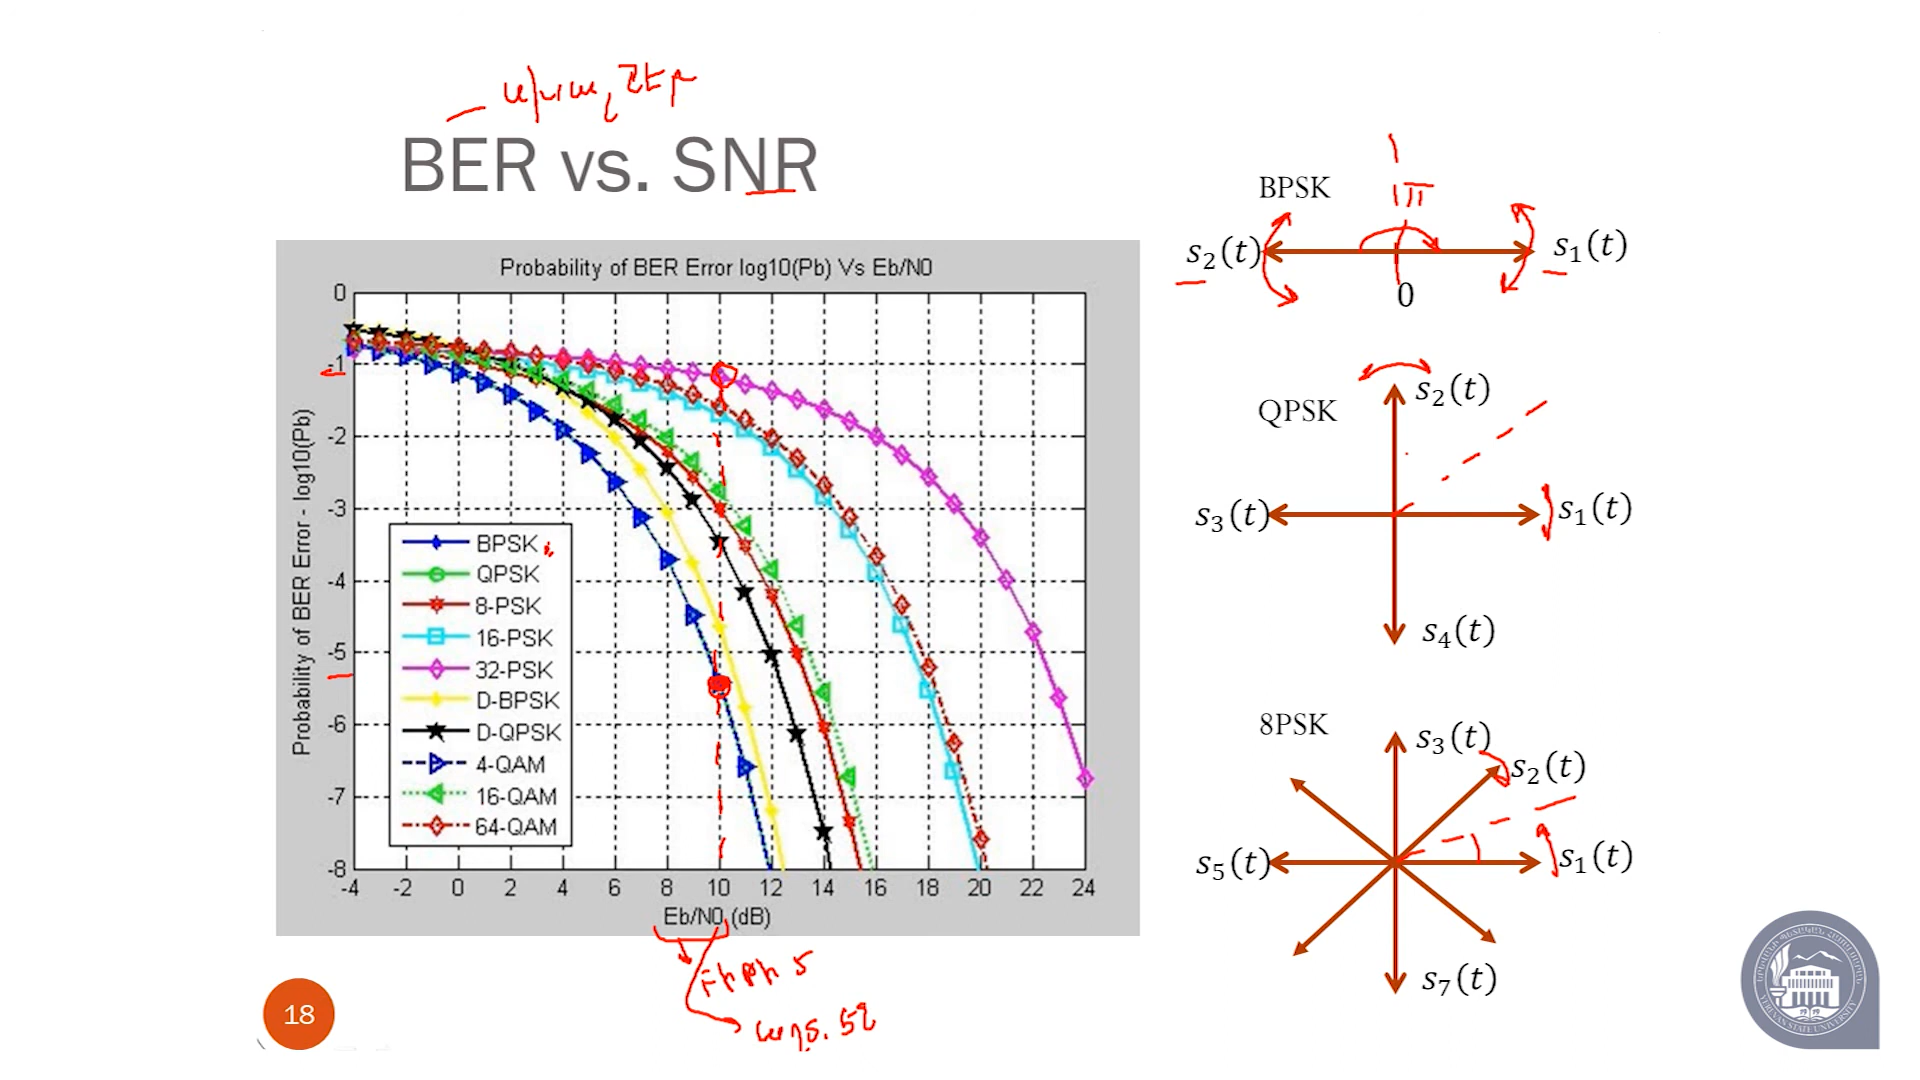 BER vs. SNR
Probability of BER Error log10(Pb) Vs Eb/N0
Probability of BER Error - log10(Pb)
0
-1
-2
-3
-4
-5
-6
-7
-8
BPSK
QPSK
8-PSK
16-PSK
32-PSK
D-BPSK
D-QPSK
4-QAM
16-QAM
64-QAM
-4 -2 0 2 4 6 8 10 12 14 16 18 20 22 24
Eb/N0 (dB)
18
BPSK
π
s₂(t) s₁(t)
0
QPSK
s₂(t)
s₃(t) s₁(t)
s₄(t)
8PSK
s₃(t)
s₂(t)
s₅(t) s₁(t)
s₇(t)
YEREVAN STATE UNIVERSITY